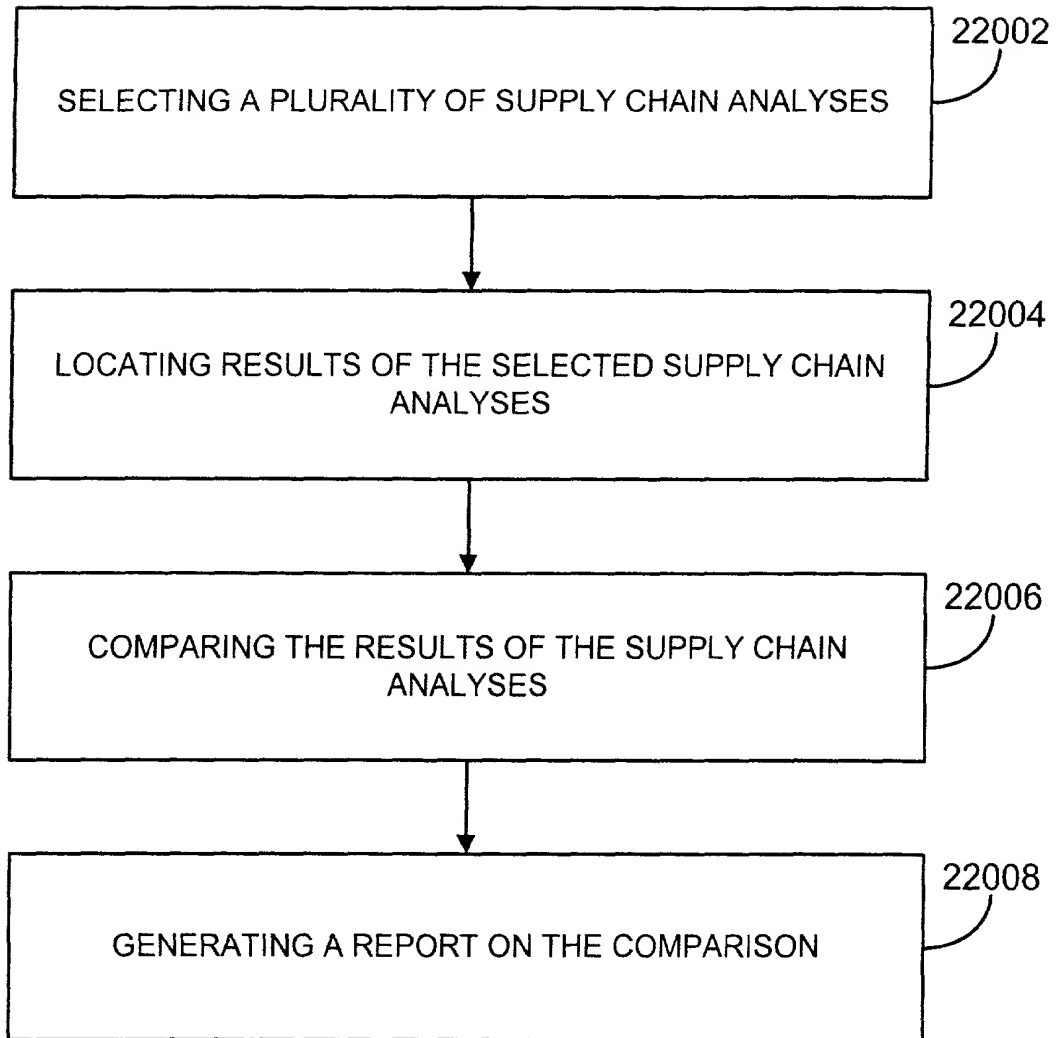 22002
SELECTING A PLURALITY OF SUPPLY CHAIN ANALYSES
22004
LOCATING RESULTS OF THE SELECTED SUPPLY CHAIN
ANALYSES
22006
COMPARING THE RESULTS OF THE SUPPLY CHAIN
ANALYSES
22008
GENERATING A REPORT ON THE COMPARISON